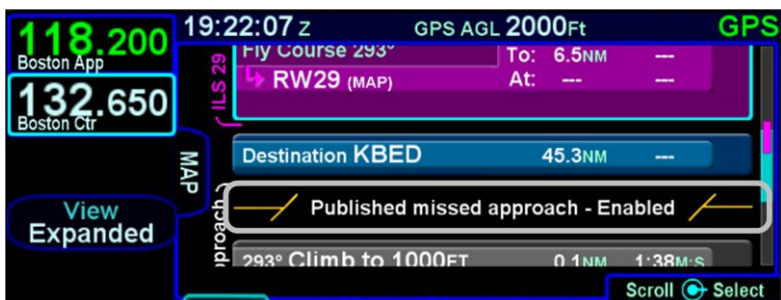 118.200
Boston App
132.650
Boston Ctr
19:22:07 Z GPS AGL 2000Ft GPS
ILS 29
Fly Course 293° To: 6.5NM ---
RW29 (MAP) At: --- ---
MAP
Destination KBED 45.3NM ---
View
Expanded
pproach
Published missed approach - Enabled
293° Climb to 1000FT 0.1NM 1:38M:S
Scroll Select